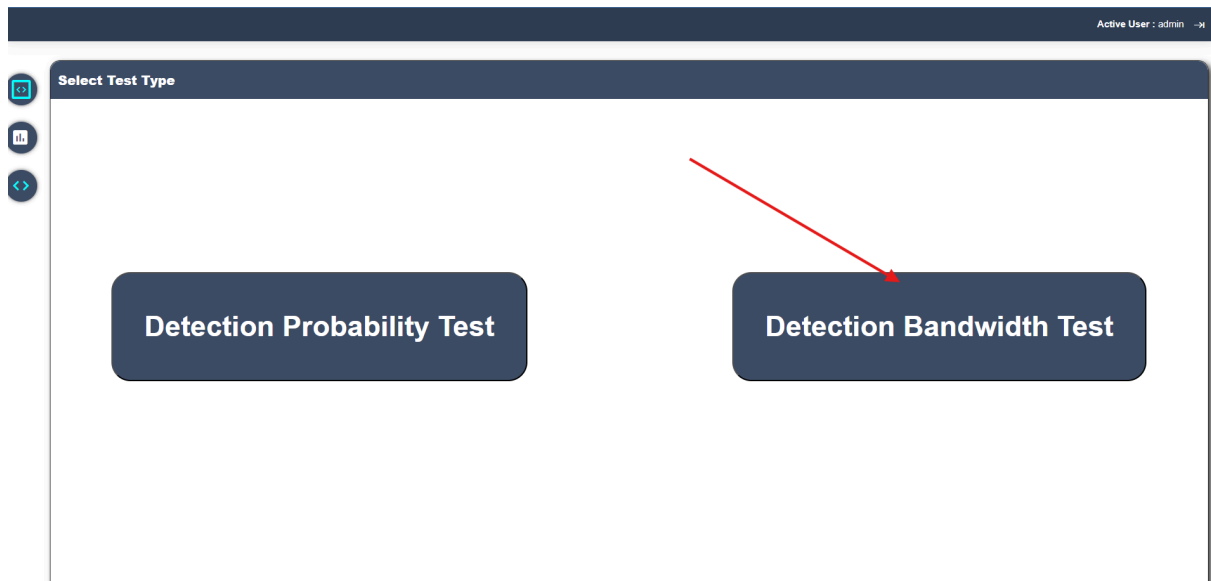 Active User : admin
Select Test Type
Detection Probability Test
Detection Bandwidth Test